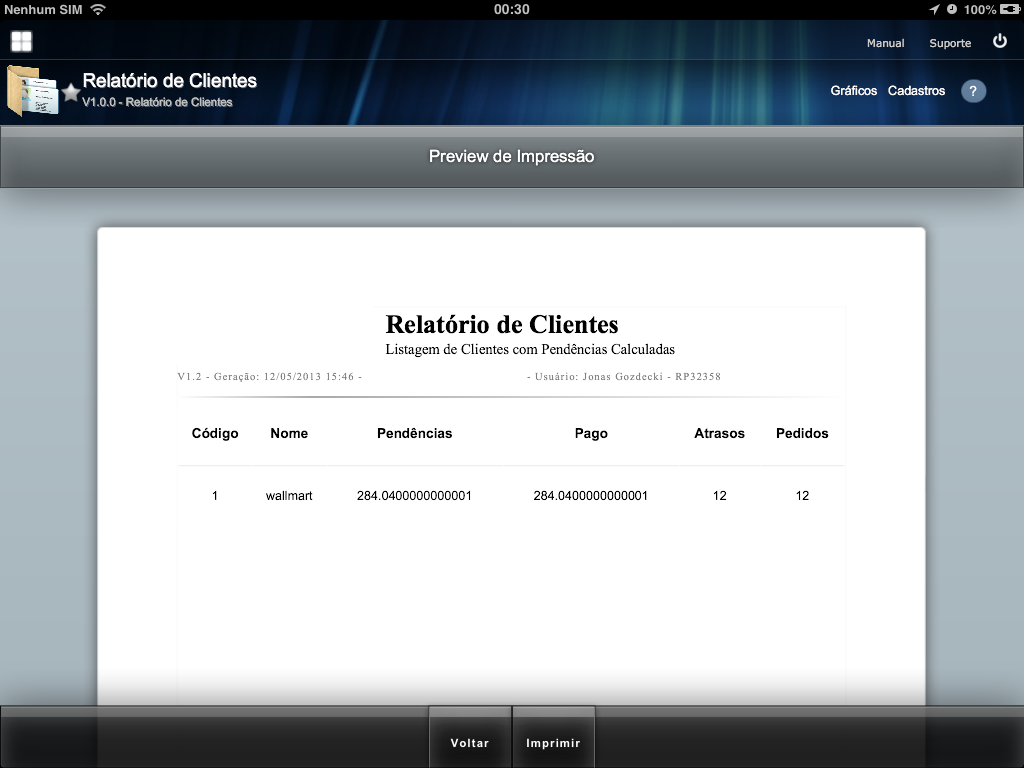 Nenhum SIM 00:30 100%
Manual Suporte
Relatório de Clientes
V1.0.0 - Relatório de Clientes
Gráficos Cadastros ?
Preview de Impressão
Relatório de Clientes
Listagem de Clientes com Pendências Calculadas
V1.2 - Geração: 12/05/2013 15:46 - - Usuário: Jonas Gozdecki - RP32358
Código Nome Pendências Pago Atrasos Pedidos
1 wallmart 284.0400000000001 284.0400000000001 12 12
Voltar Imprimir